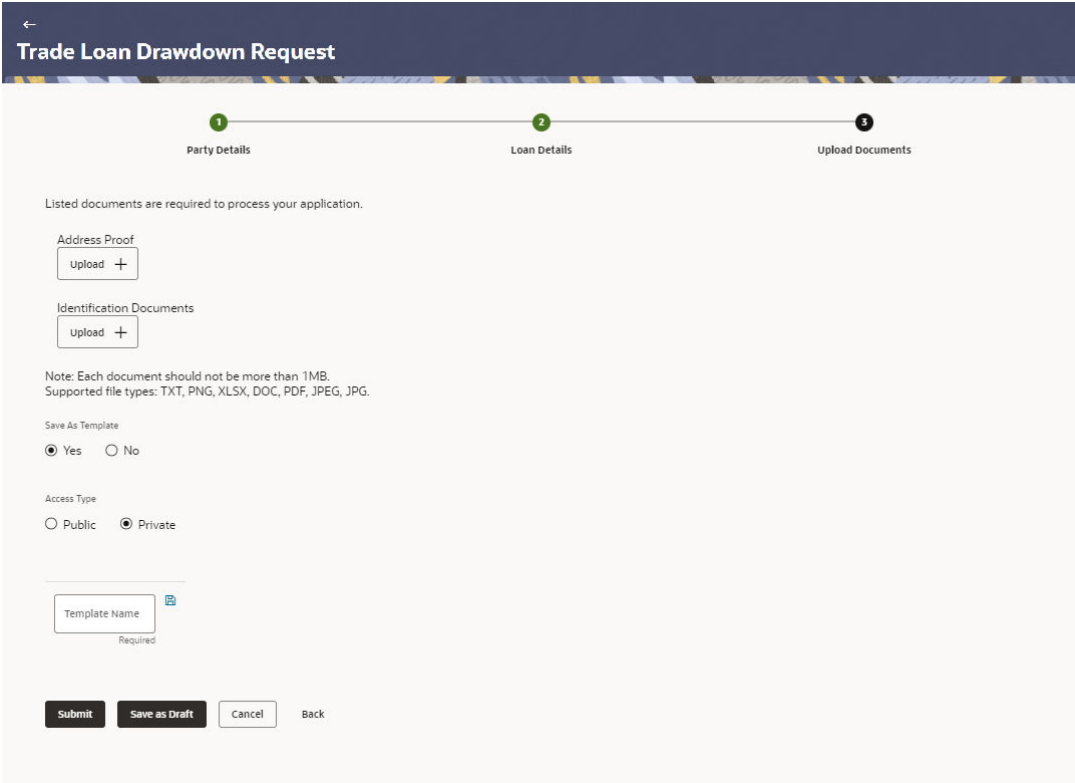 Trade Loan Drawdown Request
1 2 3
Party Details Loan Details Upload Documents
Listed documents are required to process your application.
Address Proof
Upload +
Identification Documents
Upload +
Note: Each document should not be more than 1MB.
Supported file types: TXT, PNG, XLSX, DOC, PDF, JPEG, JPG.
Save As Template
Yes No
Access Type
Public Private
Template Name
Required
Submit Save as Draft Cancel Back